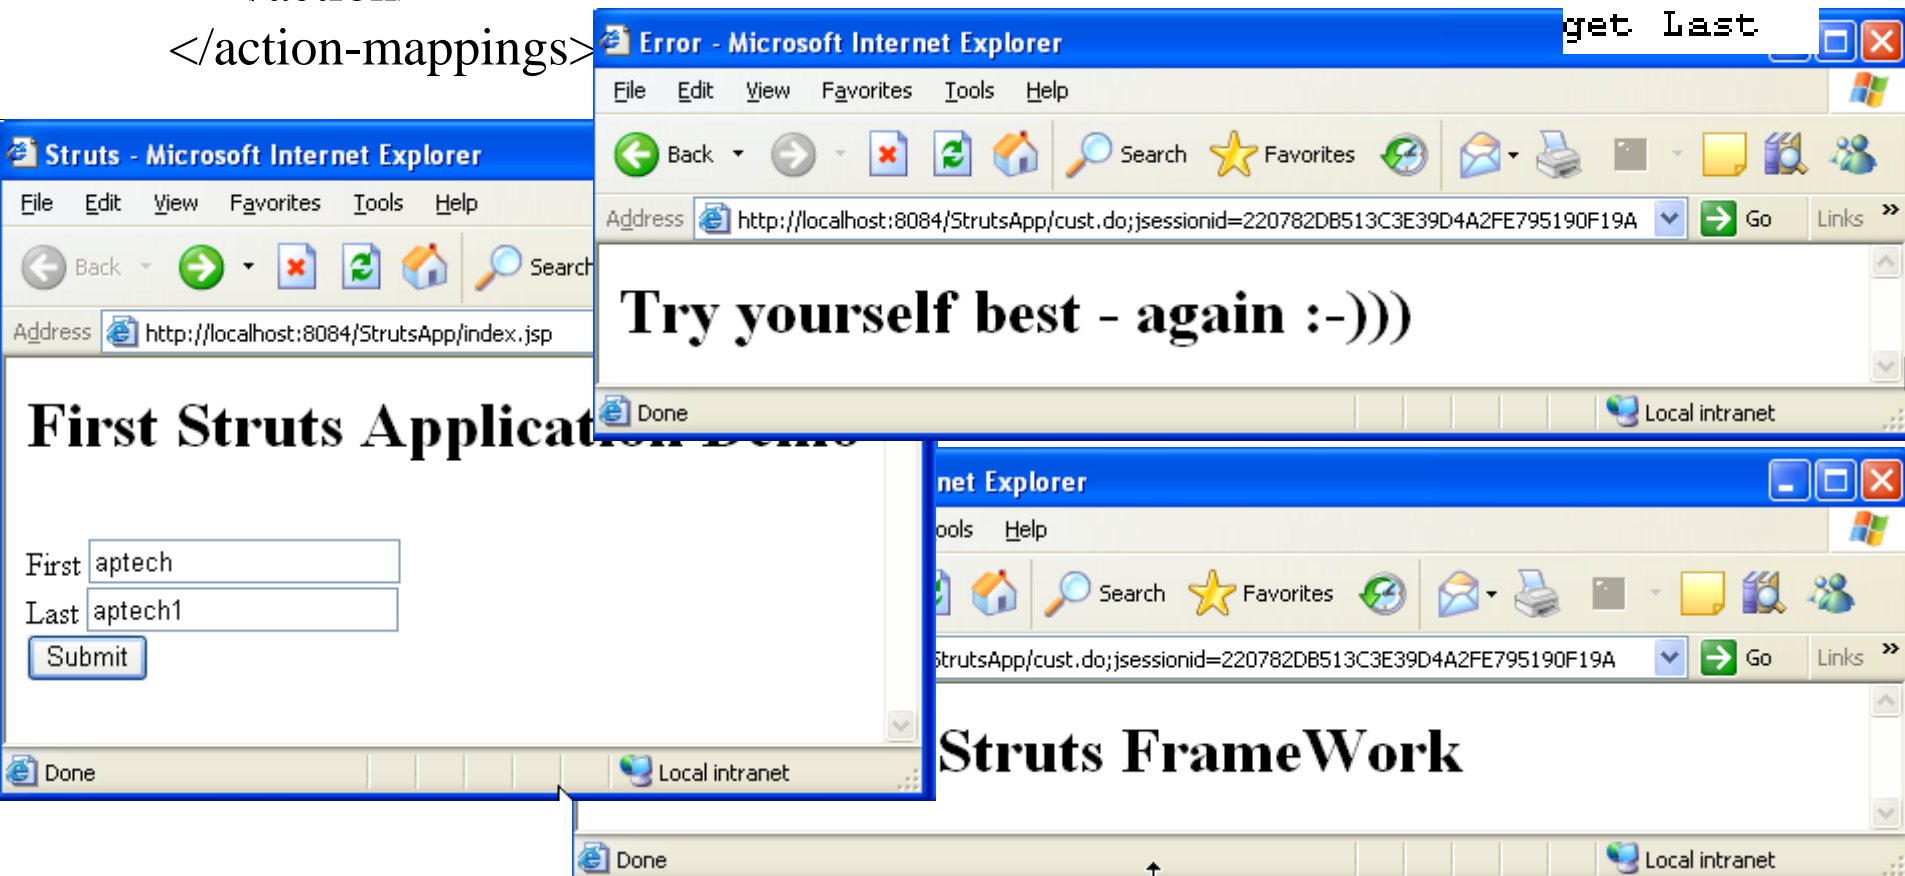 </action-mappings>
get Last
Error - Microsoft Internet Explorer
File Edit View Favorites Tools Help
Back Search Favorites
Address http://localhost:8084/StrutsApp/cust.do;jsessionid=220782DB513C3E39D4A2FE795190F19A Go Links »
Try yourself best - again :-)))
Done Local intranet
Struts - Microsoft Internet Explorer
File Edit View Favorites Tools Help
Back Search
Address http://localhost:8084/StrutsApp/index.jsp
First Struts Application Demo
First aptech
Last aptech1
Submit
Done Local intranet
net Explorer
ools Help
Search Favorites
StrutsApp/cust.do;jsessionid=220782DB513C3E39D4A2FE795190F19A Go Links »
Struts FrameWork
Done Local intranet